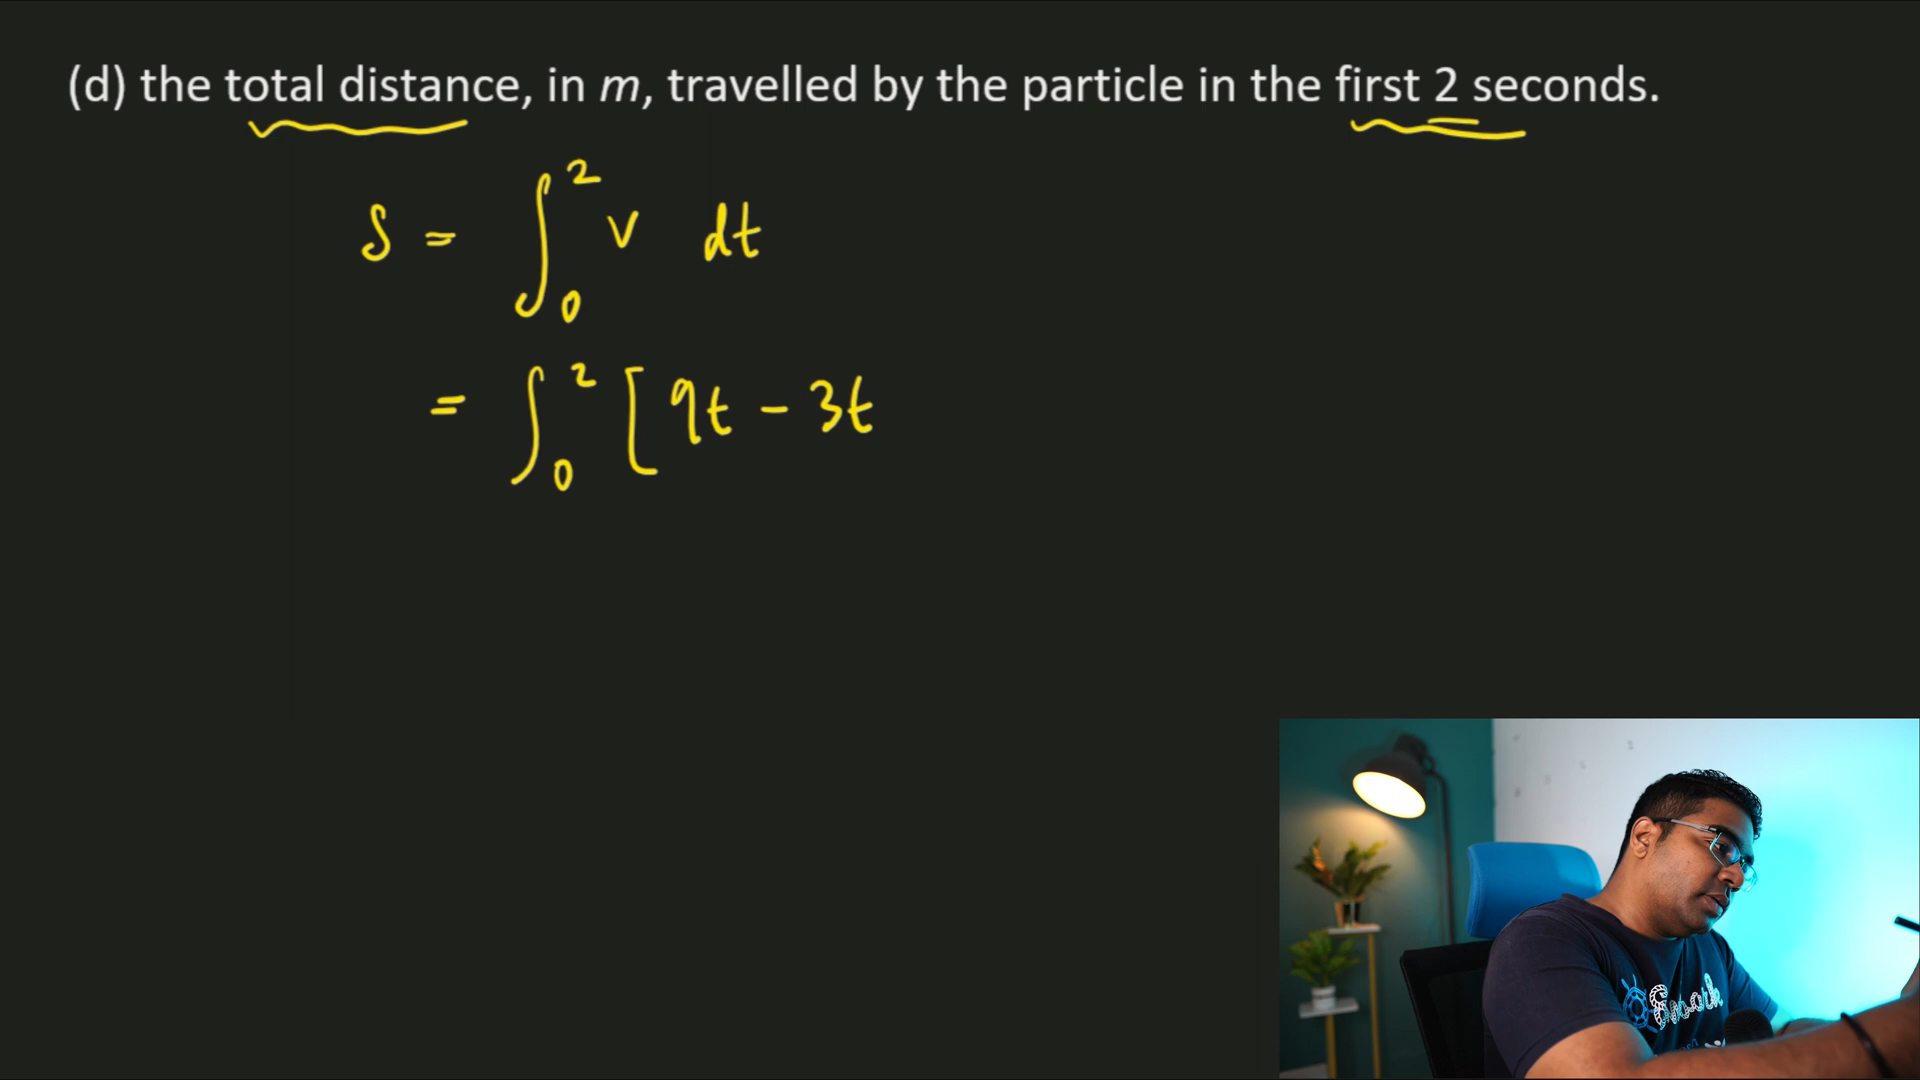 (d) the total distance, in m, travelled by the particle in the first 2 seconds.
S = ∫₀² v dt
= ∫₀² [ 9t - 3t